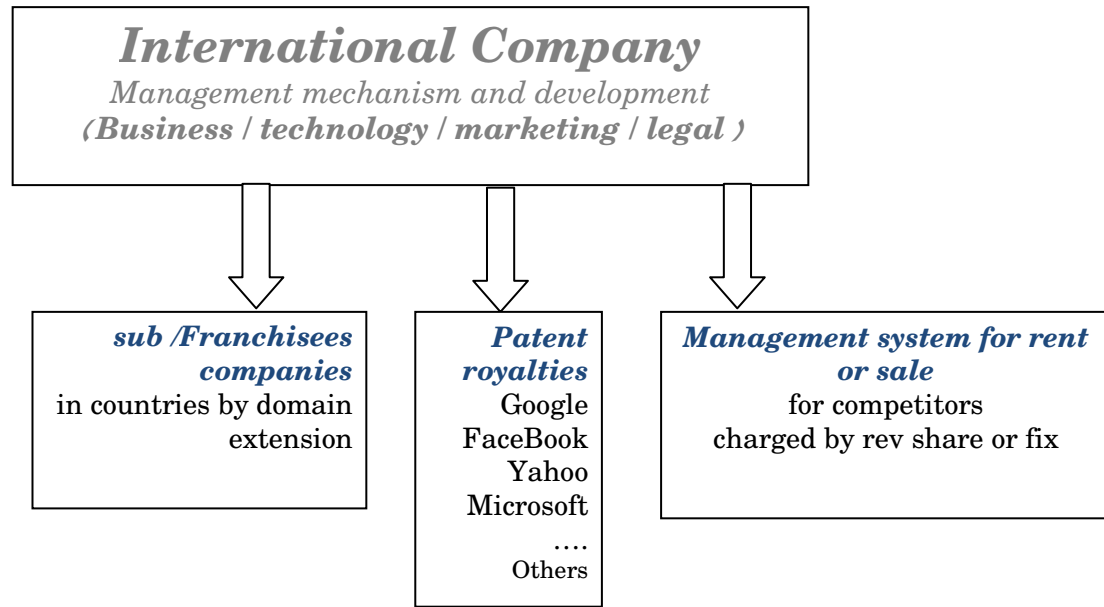 International Company
Management mechanism and development
(Business / technology / marketing / legal )
sub /Franchisees
companies
in countries by domain
extension
Patent
royalties
Google
FaceBook
Yahoo
Microsoft
….
Others
Management system for rent
or sale
for competitors
charged by rev share or fix